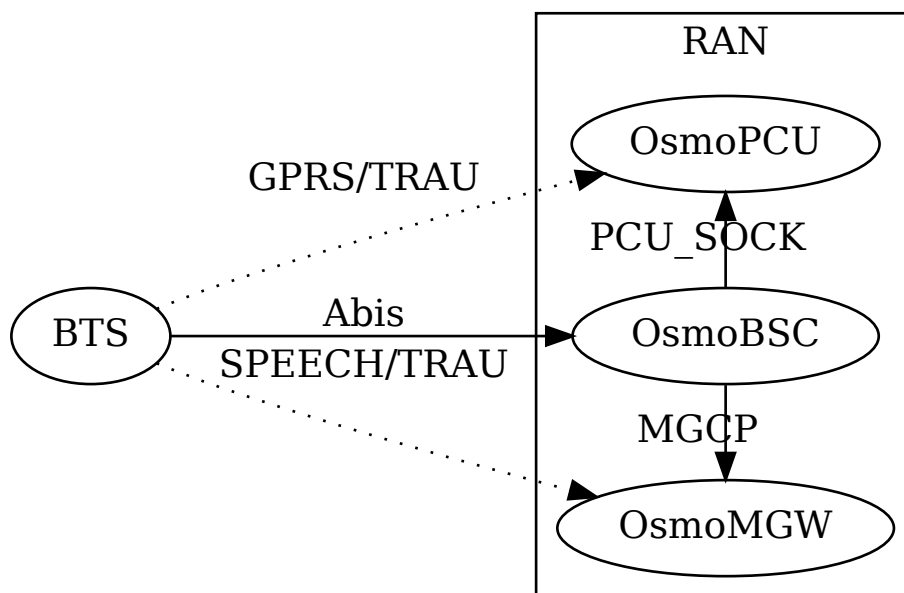 RAN
OsmoPCU
GPRS/TRAU
PCU_SOCK
Abis
BTS
OsmoBSC
SPEECH/TRAU
MGCP
OsmoMGW